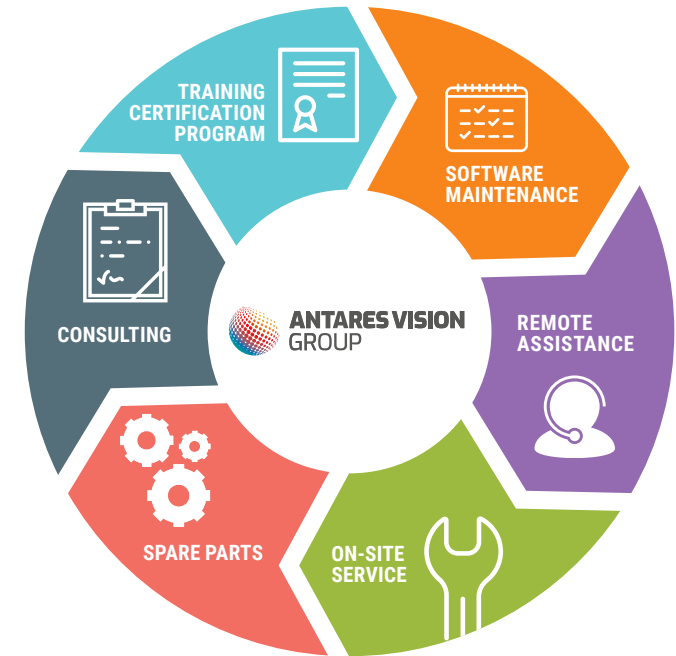 TRAINING
CERTIFICATION
PROGRAM
SOFTWARE
MAINTENANCE
CONSULTING
ANTARES VISION
GROUP
REMOTE
ASSISTANCE
SPARE PARTS
ON-SITE
SERVICE